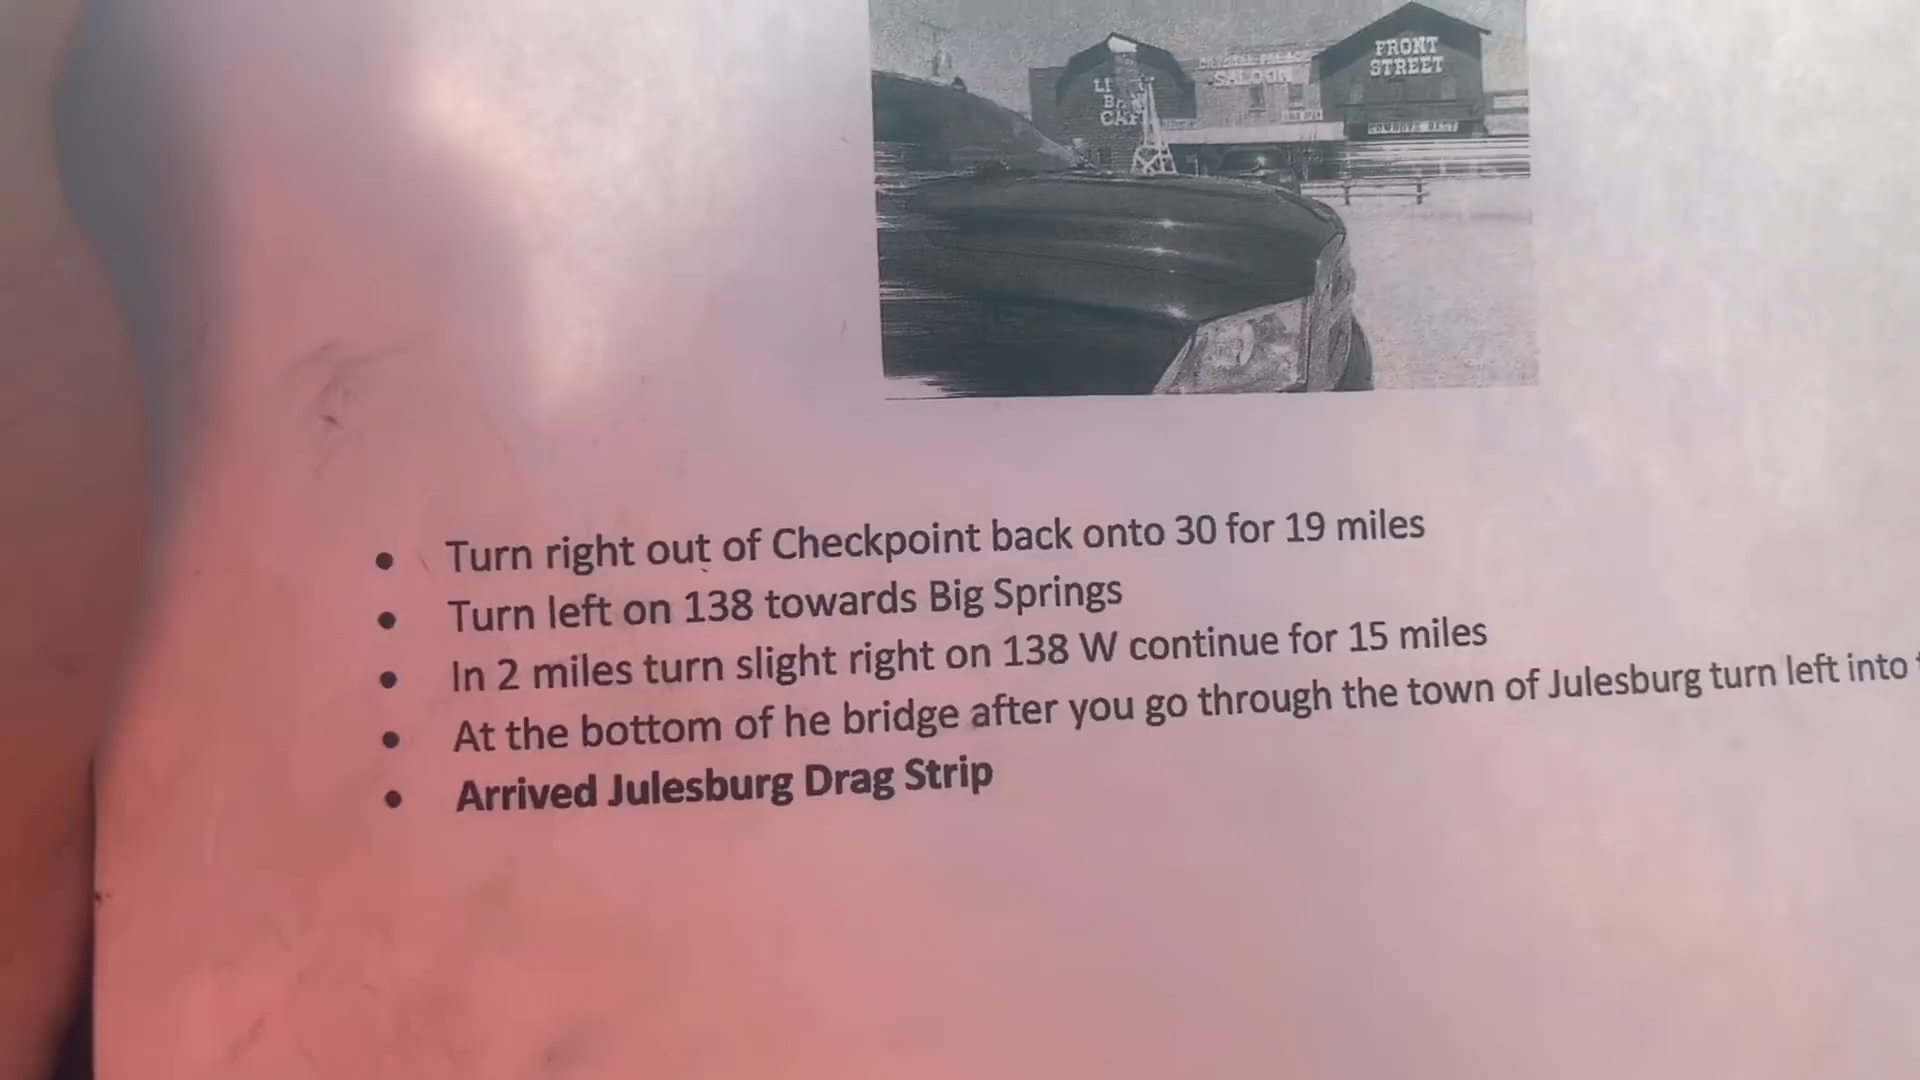 FRONT
STREET
SALOON
CAF
• Turn right out of Checkpoint back onto 30 for 19 miles
• Turn left on 138 towards Big Springs
• In 2 miles turn slight right on 138 W continue for 15 miles
• At the bottom of he bridge after you go through the town of Julesburg turn left into
• Arrived Julesburg Drag Strip